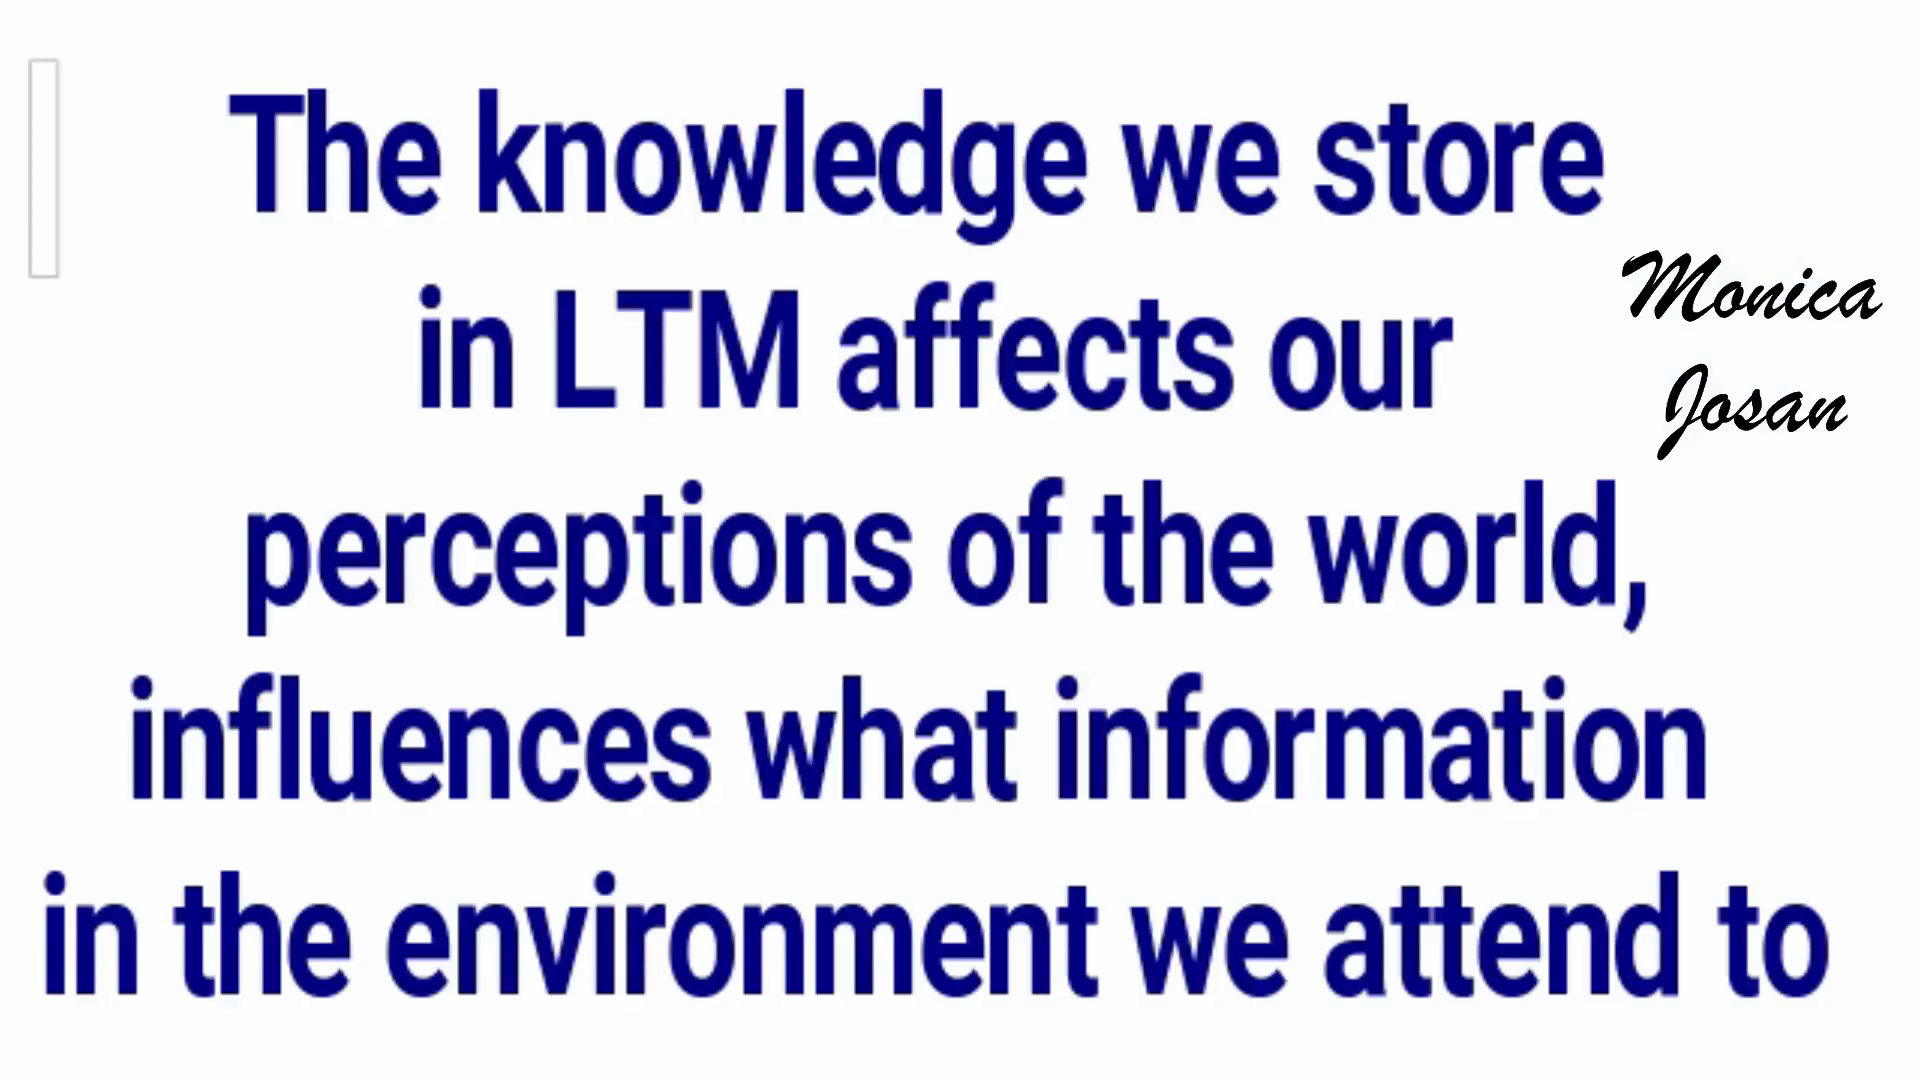 The knowledge we store
in LTM affects our
perceptions of the world,
influences what information
in the environment we attend to
Monica
Josan